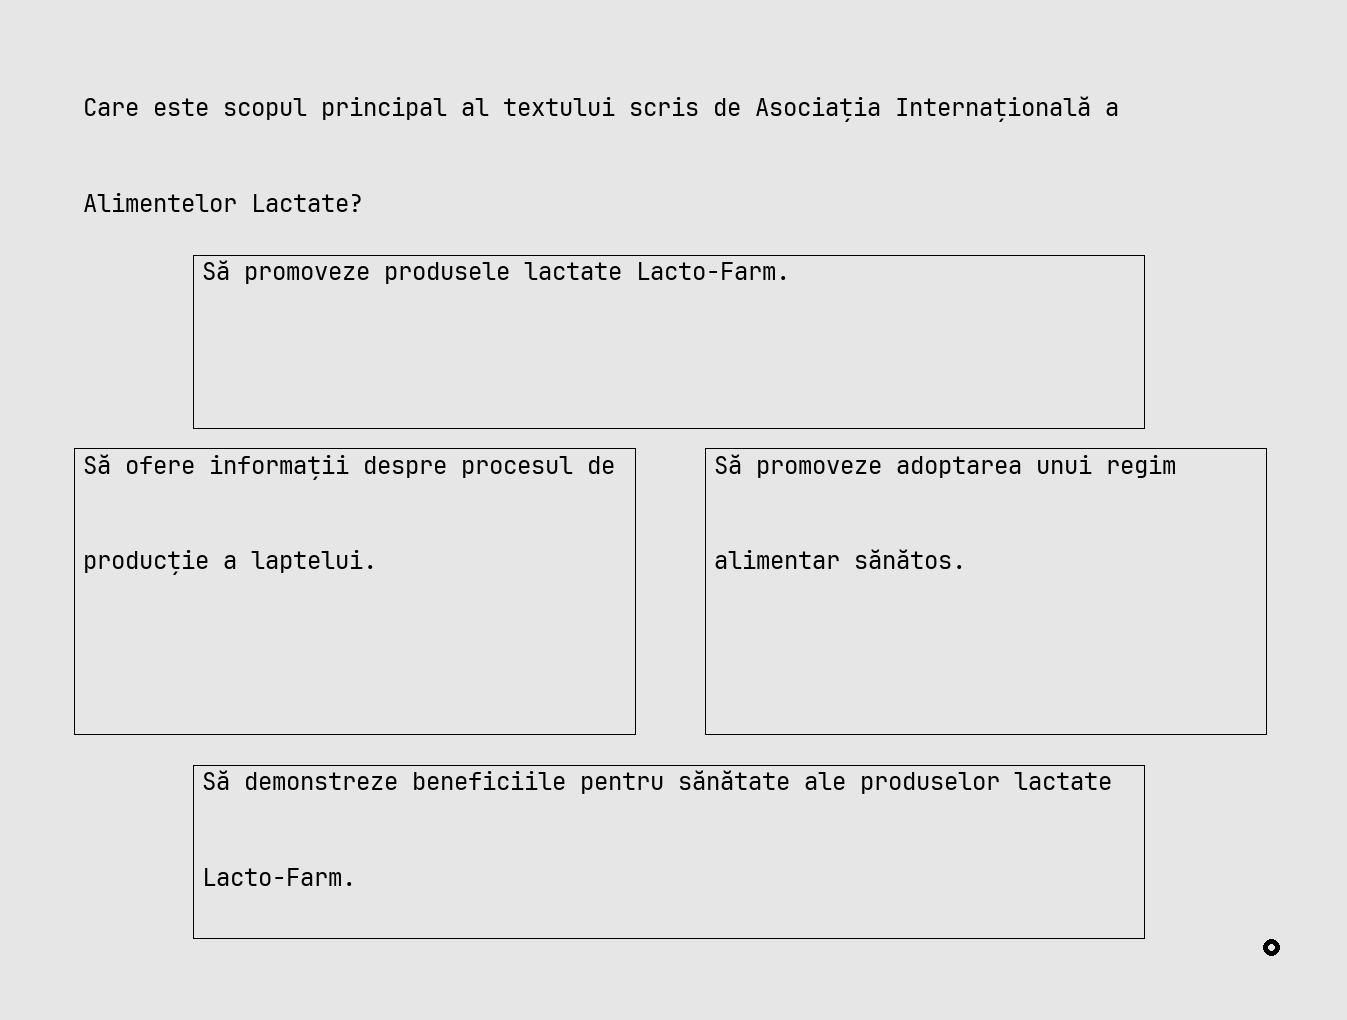 Care este scopul principal al textului scris de Asociația Internațională a
Alimentelor Lactate?
Să promoveze produsele lactate Lacto-Farm.
Să ofere informații despre procesul de
producție a laptelui.
Să promoveze adoptarea unui regim
alimentar sănătos.
Să demonstreze beneficiile pentru sănătate ale produselor lactate
Lacto-Farm.